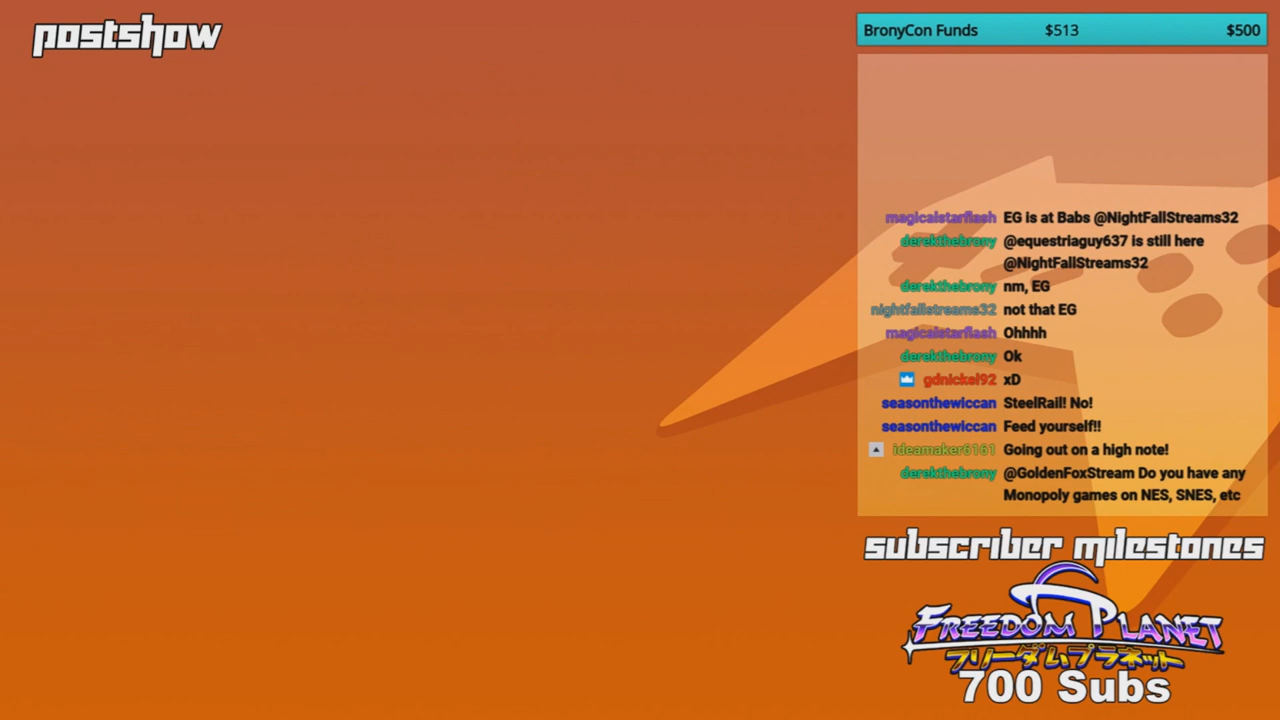 postshow
BronyCon Funds $513 $500
magicalstarflash EG is at Babs @NightFallStreams32
derekthebrony @equestriaguy637 is still here
@NightFallStreams32
derekthebrony nm, EG
nightfallstreams32 not that EG
magicalstarflash Ohhhh
derekthebrony Ok
gdnickel92 xD
seasonthewiccan SteelRail! No!
seasonthewiccan Feed yourself!!
ideamaker6161 Going out on a high note!
derekthebrony @GoldenFoxStream Do you have any
Monopoly games on NES, SNES, etc
subscriber milestones
FREEDOM PLANET
フリーダムプラネット
700 Subs